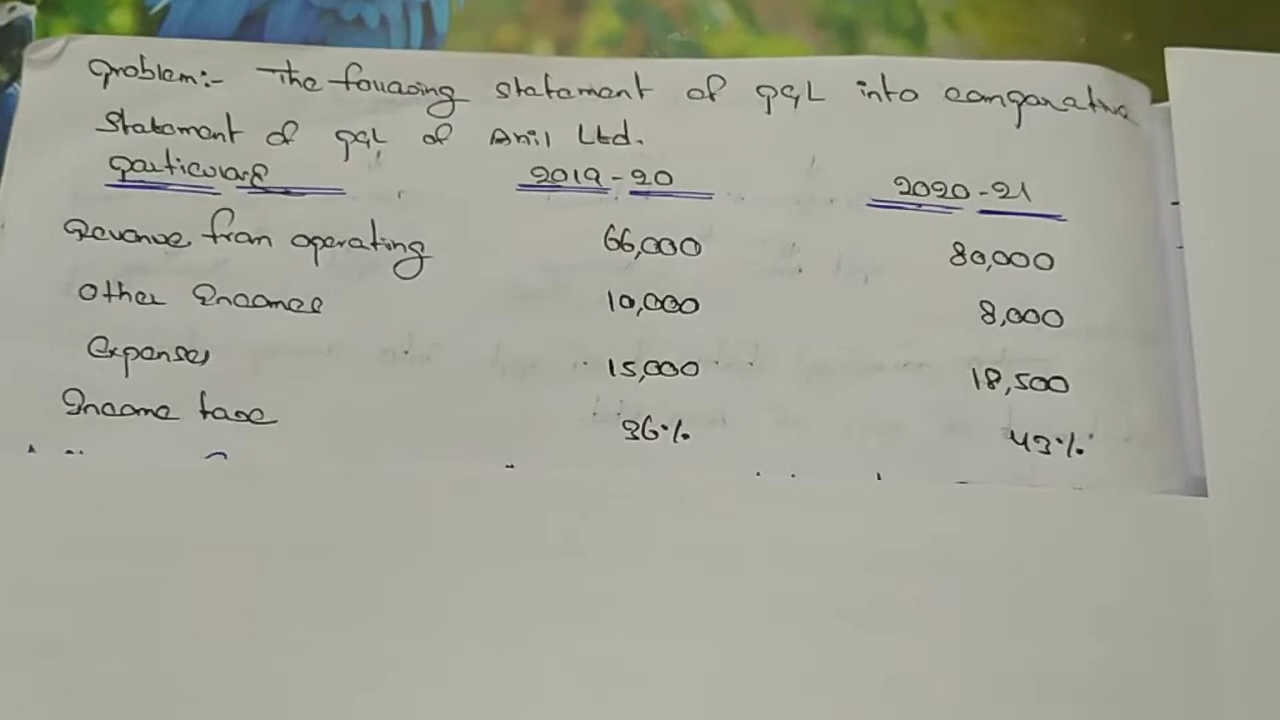 Problem:- The following statement of P&L into comparative
Statement of P&L of Anil Ltd.
Particulars 2019-20 2020-21
Revenue from operating 66,000 80,000
Other Incomes 10,000 8,000
Expenses 15,000 18,500
Income tax 36% 43%